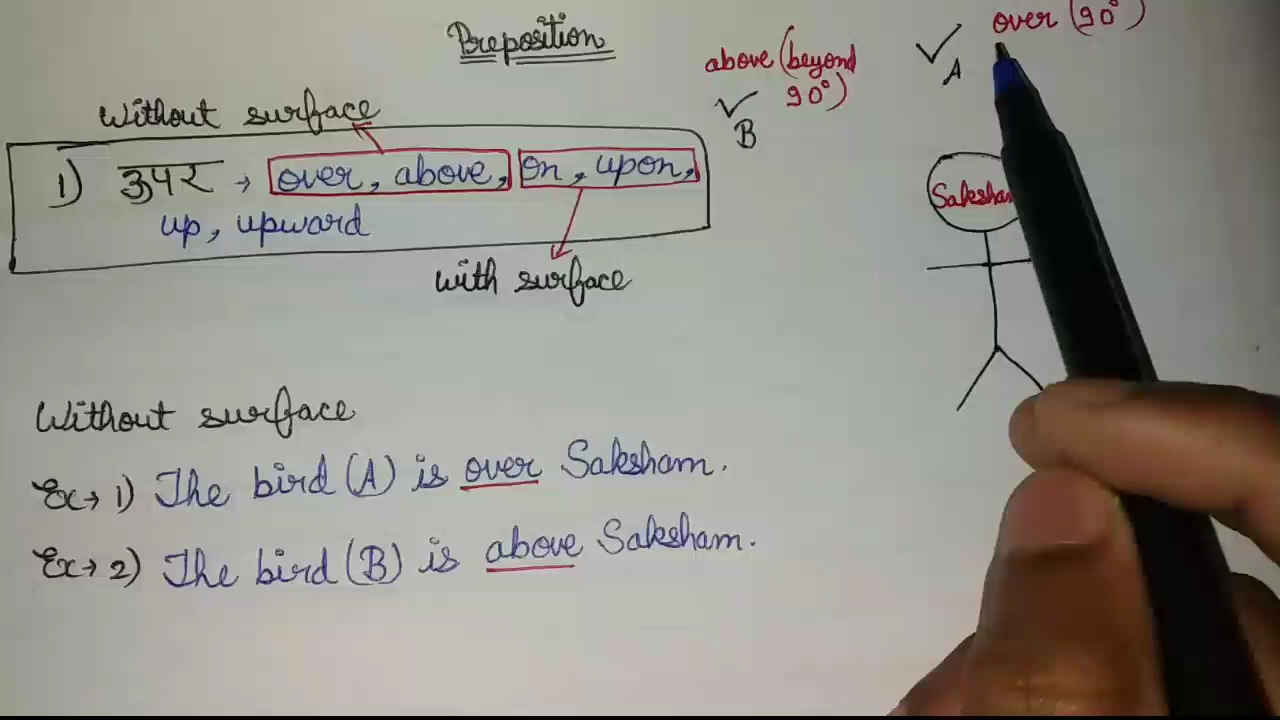 Preposition
above (beyond
90°)
B
over (90°)
A
Without surface
1) ऊपर → over, above, on, upon,
up, upward
with surface
Without surface
Ex→ 1) The bird (A) is over Saksham.
Ex→ 2) The bird (B) is above Saksham.